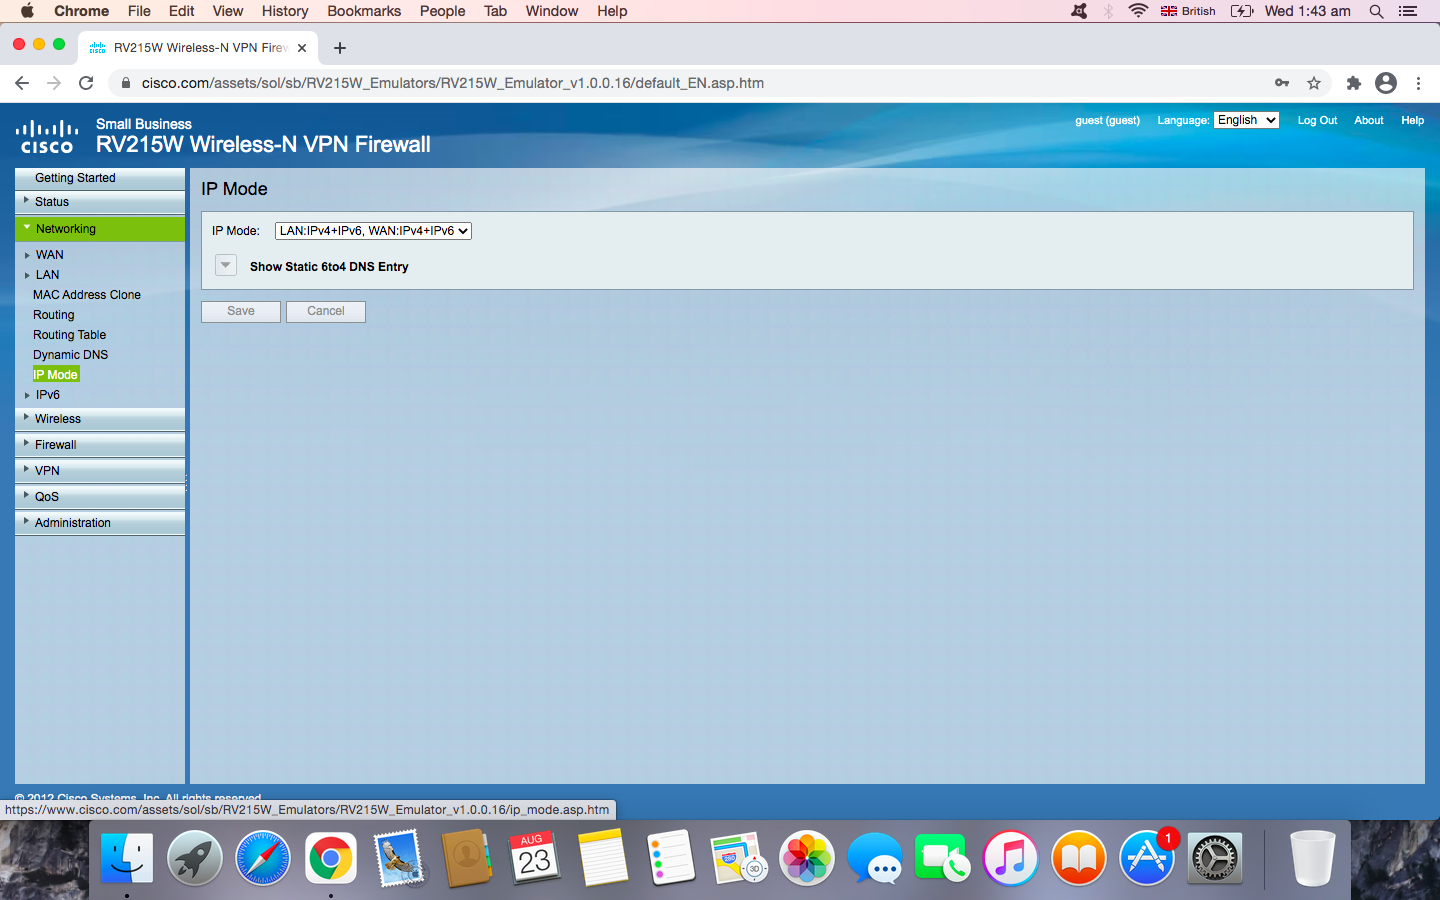 Chrome File Edit View History Bookmarks People Tab Window Help British Wed 1:43 am
RV215W Wireless-N VPN Firew
cisco.com/assets/sol/sb/RV215W_Emulators/RV215W_Emulator_v1.0.0.16/default_EN.asp.htm
cisco
Small Business
RV215W Wireless-N VPN Firewall
guest (guest) Language: English Log Out About Help
Getting Started
Status
Networking
WAN
LAN
MAC Address Clone
Routing
Routing Table
Dynamic DNS
IP Mode
IPv6
Wireless
Firewall
VPN
QoS
Administration
IP Mode
IP Mode: LAN:IPv4+IPv6, WAN:IPv4+IPv6
Show Static 6to4 DNS Entry
Save Cancel
© 2012 Cisco Systems, Inc. All rights reserved.
https://www.cisco.com/assets/sol/sb/RV215W_Emulators/RV215W_Emulator_v1.0.0.16/ip_mode.asp.htm
AUG
23
280
3D
1